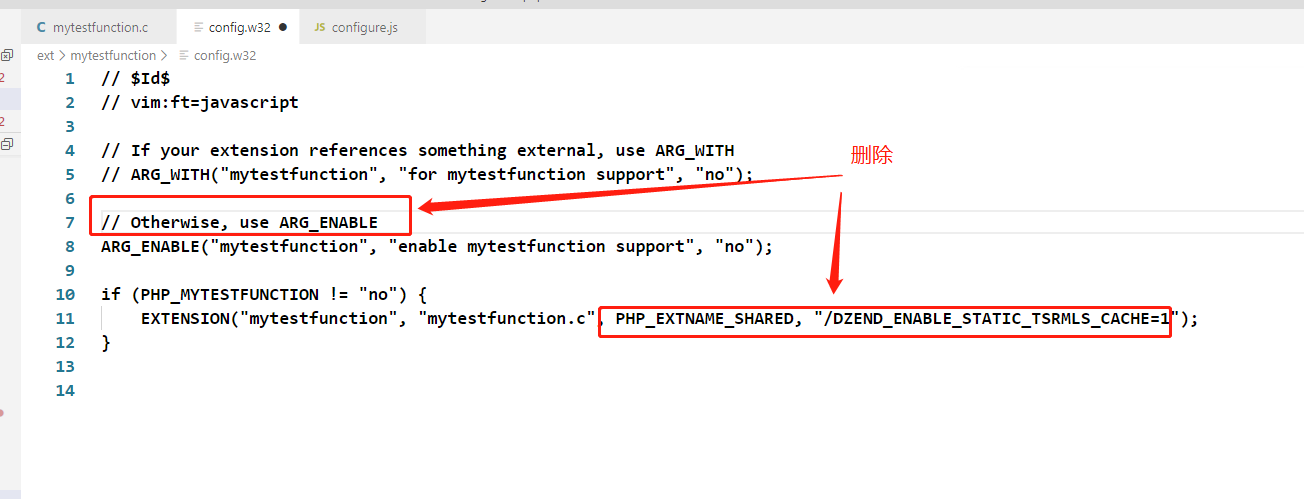 mytestfunction.c
config.w32
JS configure.js
ext > mytestfunction > config.w32
1 // $Id$
2 // vim:ft=javascript
3
4 // If your extension references something external, use ARG_WITH
5 // ARG_WITH("mytestfunction", "for mytestfunction support", "no");
删除
6
7 // Otherwise, use ARG_ENABLE
8 ARG_ENABLE("mytestfunction", "enable mytestfunction support", "no");
9
10 if (PHP_MYTESTFUNCTION != "no") {
11 EXTENSION("mytestfunction", "mytestfunction.c", PHP_EXTNAME_SHARED, "/DZEND_ENABLE_STATIC_TSRMLS_CACHE=1");
12 }
13
14